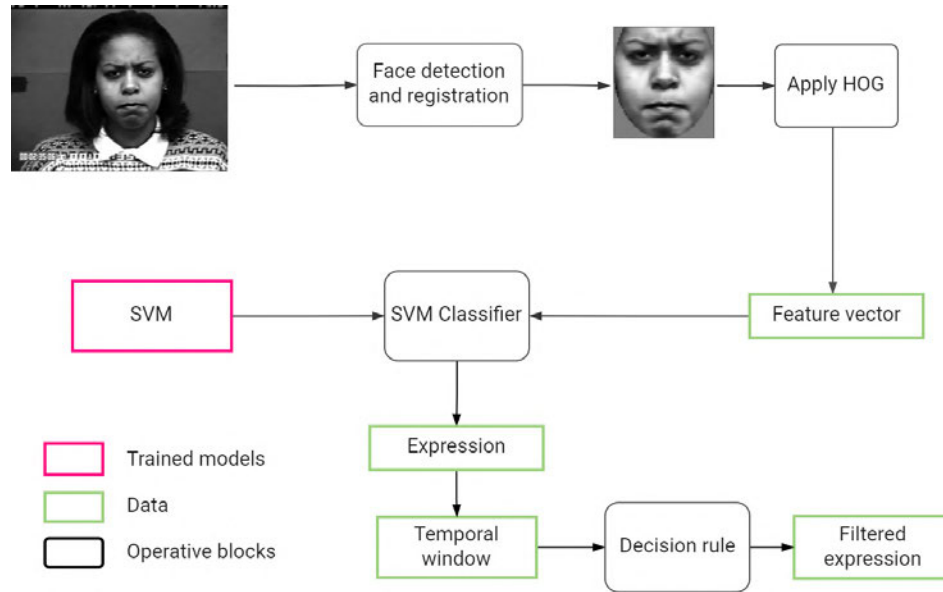 Face detection
and registration
Apply HOG
SVM
SVM Classifier
Feature vector
Expression
Trained models
Data
Operative blocks
Temporal
window
Decision rule
Filtered
expression